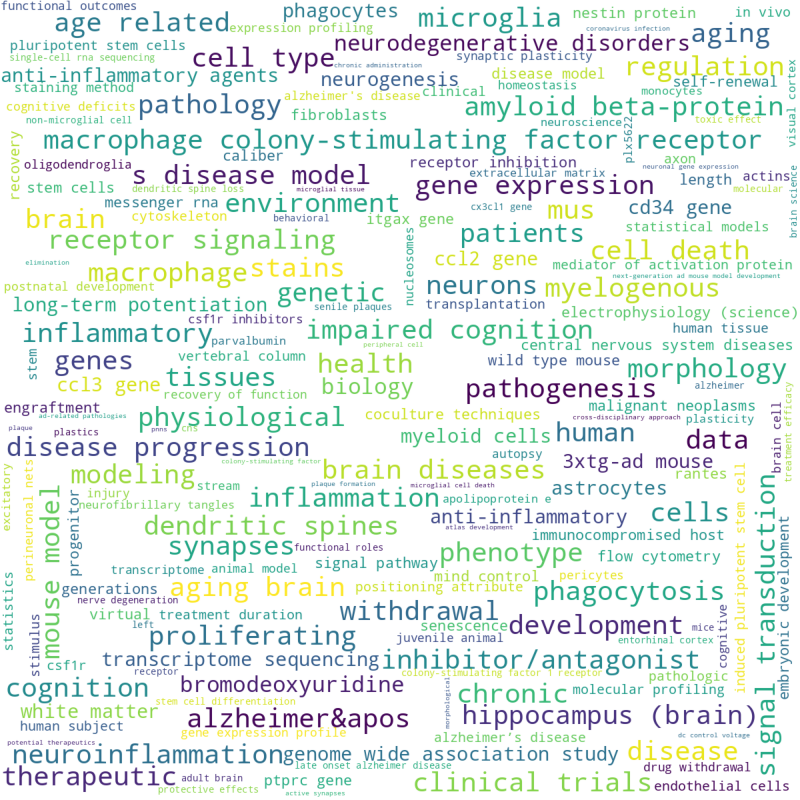 functional outcomes
phagocytes
microglia
nestin protein
in vivo
age related
expression profiling
coronavirus infection
aging
pluripotent stem cells
cell type
neurodegenerative disorders
single-cell rna sequencing
chronic administration
synaptic plasticity
regulation
anti-inflammatory agents
neurogenesis
disease model
self-renewal
staining method
alzheimer's disease
clinical
homeostasis
monocytes
visual cortex
cognitive deficits
pathology
fibroblasts
amyloid beta-protein
non-microglial cell
neuroscience
toxic effect
macrophage colony-stimulating factor receptor
plx5622
recovery
oligodendroglia
caliber
receptor inhibition
axon
neuronal gene expression
s disease model
extracellular matrix
gene expression
length
actins
stem cells
dendritic spine loss
microglial tissue
molecular
messenger rna
environment
cx3cl1 gene
mus
cd34 gene
brain science
brain
cytoskeleton
behavioral
itgax gene
patients
statistical models
receptor signaling
nucleosomes
ccl2 gene
cell death
elimination
macrophage
stains
mediator of activation protein
next-generation ad mouse model development
postnatal development
genetic
neurons
myelogenous
long-term potentiation
senile plaques
transplantation
csf1r inhibitors
electrophysiology (science)
inflammatory
parvalbumin
impaired cognition
human tissue
stem
peripheral cell
central nervous system diseases
genes
vertebral column
health
wild type mouse
morphology
ccl3 gene
tissues
recovery of function
biology
pathogenesis
alzheimer
treatment efficacy
engraftment
ad-related pathologies
physiological
coculture techniques
malignant neoplasms
cross-disciplinary approach
plasticity
plaque
plastics
pnns
cns
myeloid cells
human
data
brain cell
disease progression
autopsy
colony-stimulating factor
3xtg-ad mouse
excitatory
perineuronal nets
modeling
stream
brain diseases
rantes
plaque formation
microglial cell death
astrocytes
injury
inflammation
apolipoprotein e
neurofibrillary tangles
progenitor
anti-inflammatory
cells
dendritic spines
atlas development
immunocompromised host
signal transduction
mouse model
synapses
functional roles
phenotype
flow cytometry
transcriptome
animal model
signal pathway
mind control
pericytes
induced pluripotent stem cell
embryonic development
statistics
generations
aging brain
positioning attribute
phagocytosis
nerve degeneration
virtual
treatment duration
withdrawal
senescence
development
mice
cognitive
stimulus
left
proliferating
juvenile animal
entorhinal cortex
csf1r
transcriptome sequencing
receptor
inhibitor/antagonist
colony-stimulating factor 1 receptor
pathologic
cognition
bromodeoxyuridine
chronic
molecular profiling
stem cell differentiation
morphological
white matter
alzheimer&apos
hippocampus (brain)
human subject
gene expression profile
alzheimer's disease
dc control voltage
potential therapeutics
neuroinflammation
genome wide association study
disease
late onset alzheimer disease
drug withdrawal
therapeutic
adult brain
ptprc gene
clinical trials
protective effects
active synapses
endothelial cells